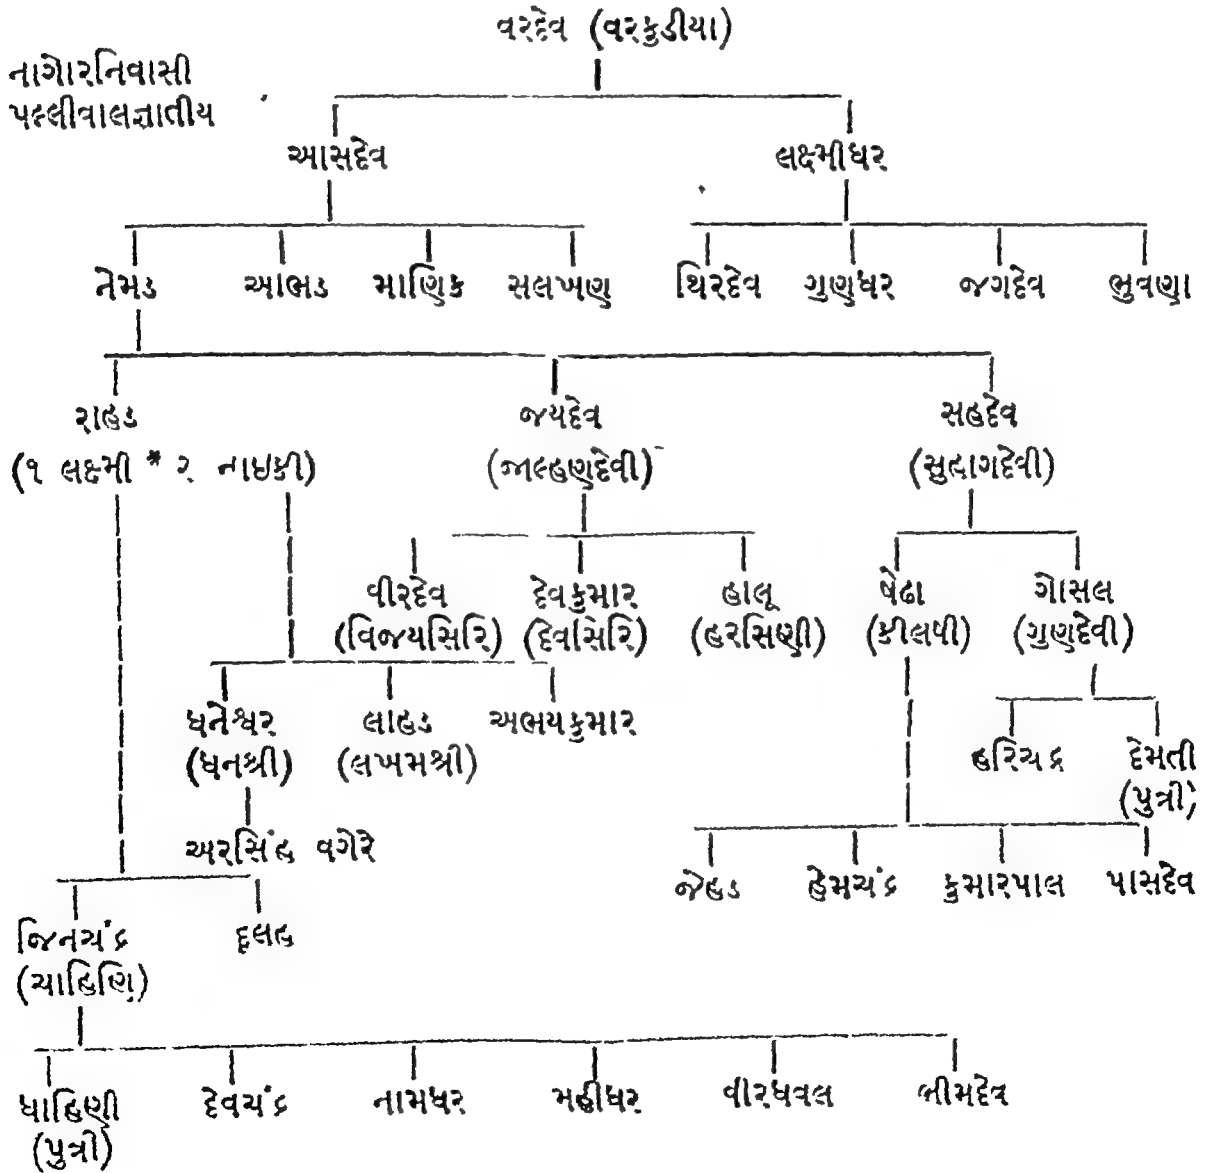 વરદેવ (વરકુડીયા)
નાગોરનિવાસી
પલ્લીવાલજ્ઞાતીય
આસદેવ લક્ષ્મીધર
નેમડ આંભડ માણિક સલખણ થિરદેવ ગુણધર જગદેવ ભુવણા
રાહડ જયદેવ સહદેવ
(૧ લક્ષ્મી * ૨ નાઇકી) (જાલ્હણદેવી) (સુહાગદેવી)
વીરદેવ દેવકુમાર હાલૂ ષેઢા ગોસલ
(વિજયસિરિ) (દેવસિરિ) (હરસિણી) (કીલષી) (ગુણદેવી)
ધનેશ્વર લાહડ અભયકુમાર
(ધનશ્રી) (લખમશ્રી) હરિચંદ્ર દેમતી
(પુત્રી)
અરસિંહ વગેરે
જેહડ હેમચંદ્ર કુમારપાલ પાસદેવ
જિનચંદ્ર દૂલહ
(ચાહિણિ)
ધાહિણી દેવચંદ્ર નામધર મહીધર વીરધવલ ભીમદેવ
(પુત્રી)